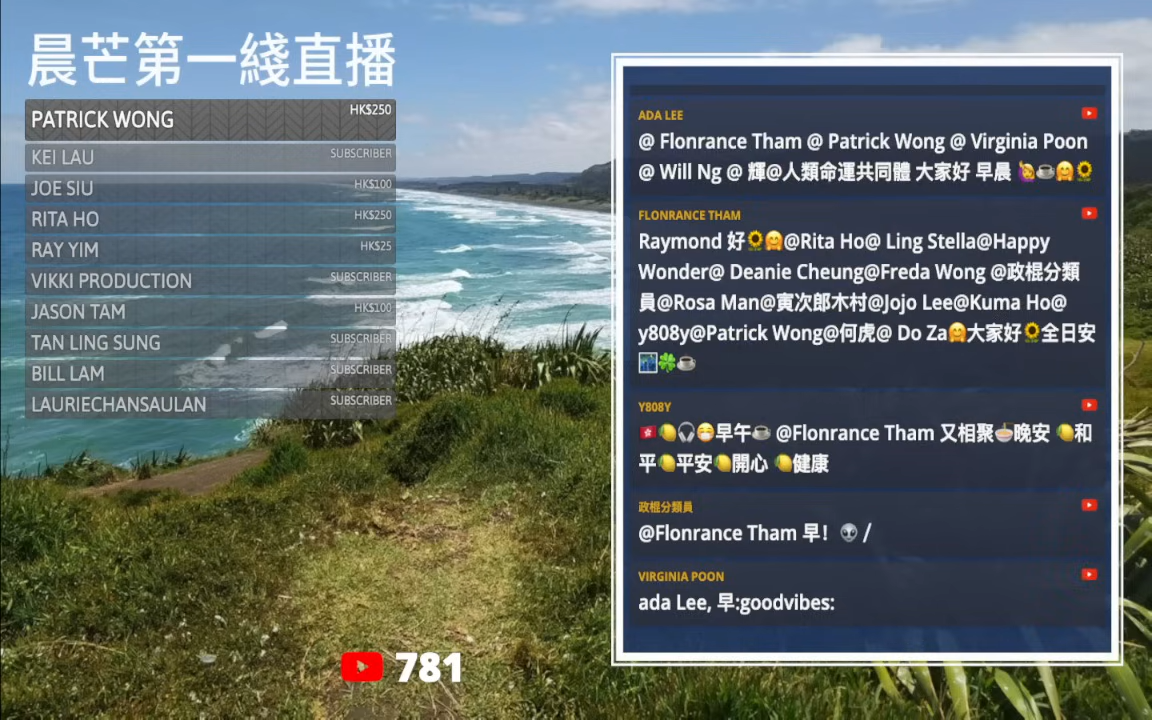 晨芒第一綫直播
PATRICK WONG HK$250
KEI LAU SUBSCRIBER
JOE SIU HK$100
RITA HO HK$250
RAY YIM HK$25
VIKKI PRODUCTION SUBSCRIBER
JASON TAM HK$100
TAN LING SUNG SUBSCRIBER
BILL LAM SUBSCRIBER
LAURIECHANSAULAN SUBSCRIBER
781
ADA LEE
@ Flonrance Tham @ Patrick Wong @ Virginia Poon
@ Will Ng @ 輝@人類命運共同體 大家好 早晨 🙋☕🤗🌻
FLONRANCE THAM
Raymond 好🌻🤗@Rita Ho@ Ling Stella@Happy
Wonder@ Deanie Cheung@Freda Wong @政棍分類
員@Rosa Man@寅次郎木村@Jojo Lee@Kuma Ho@
y808y@Patrick Wong@何虎@ Do Za🤗大家好🌻全日安
🌃🍀☕
Y808Y
🇭🇰🍋🎧😷早午☕ @Flonrance Tham 又相聚🍲晚安 🍋和
平🍋平安🍋開心 🍋健康
政棍分類員
@Flonrance Tham 早！👽 /
VIRGINIA POON
ada Lee, 早:goodvibes: